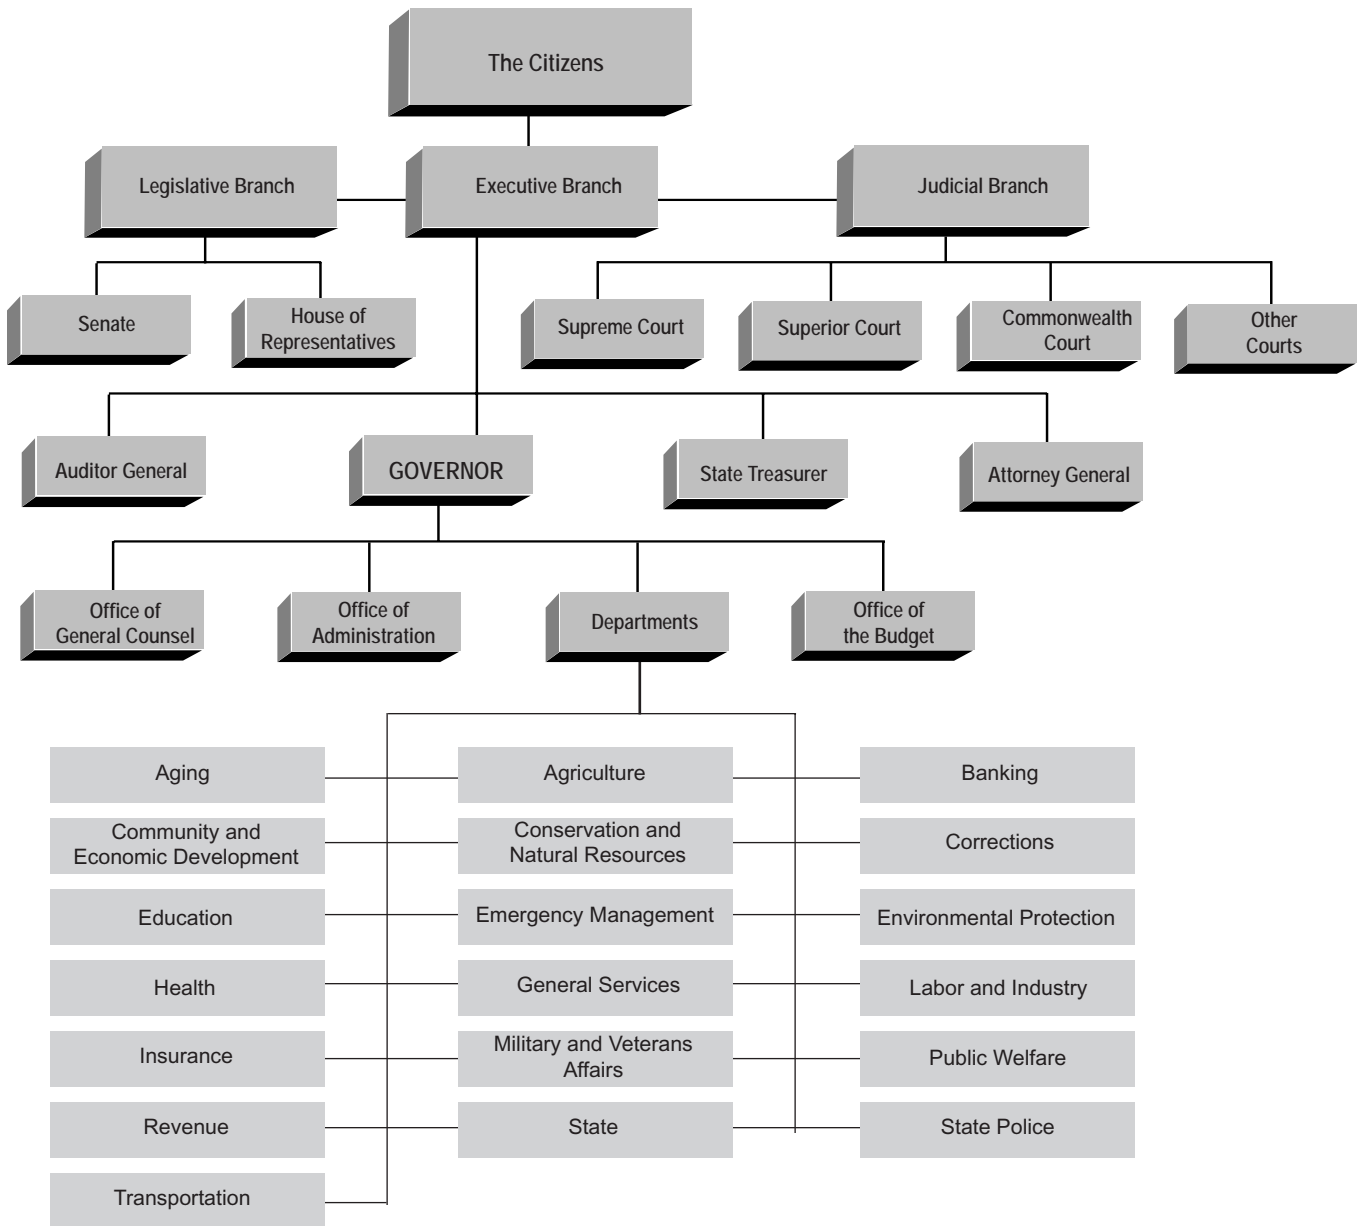 The Citizens
Legislative Branch
Executive Branch
Judicial Branch
Senate
House of
Representatives
Supreme Court
Superior Court
Commonwealth
Court
Other
Courts
Auditor General
GOVERNOR
State Treasurer
Attorney General
Office of
General Counsel
Office of
Administration
Departments
Office of
the Budget
Aging
Agriculture
Banking
Community and
Economic Development
Conservation and
Natural Resources
Corrections
Education
Emergency Management
Environmental Protection
Health
General Services
Labor and Industry
Insurance
Military and Veterans
Affairs
Public Welfare
Revenue
State
State Police
Transportation